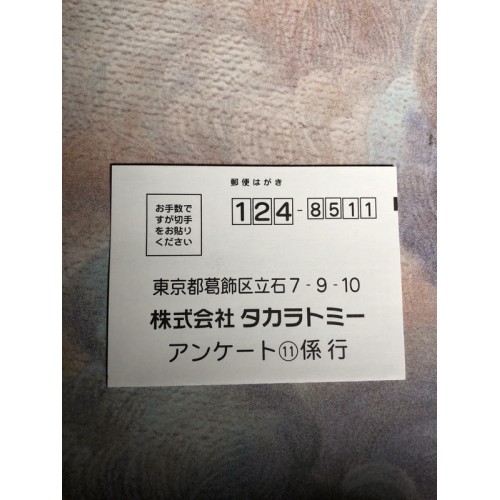 郵便はがき
お手数で
すが切手
をお貼り
ください
124-8511
東京都葛飾区立石7-9-10
株式会社 タカラトミー
アンケート⑪係 行